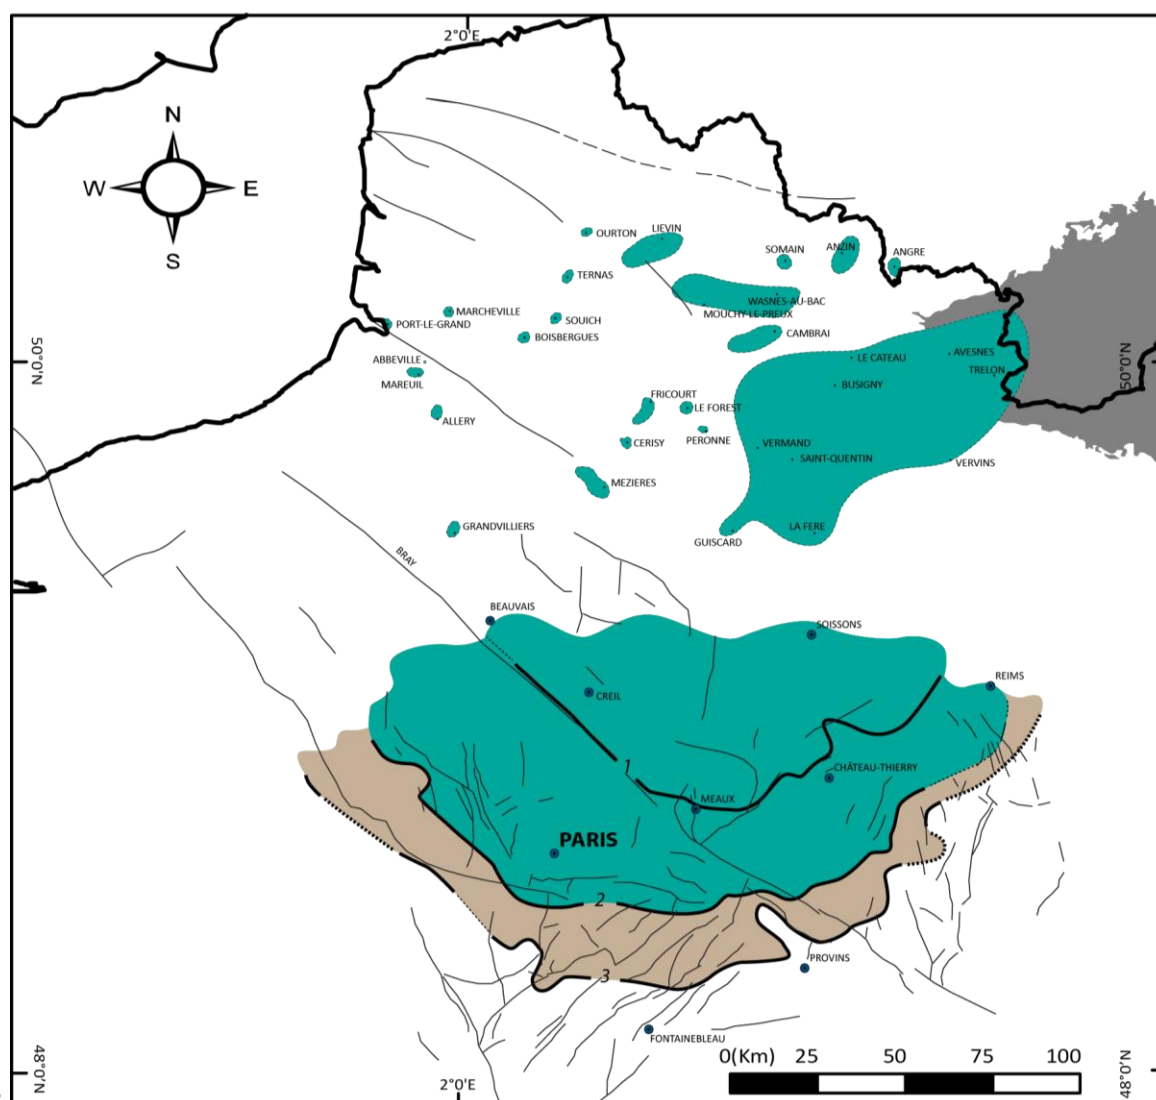 2°0'E
N
W
E
S
OURTON
LIEVIN
SOMAIN
ANZIN
ANGRE
TERNAS
WASNES-AU-BAC
MARCHEVILLE
MOUCHY-LE-PREUX
PORT-LE-GRAND
SOUICH
BOISBERGUES
CAMBRAI
50°0'N
ABBEVILLE
LE CATEAU
AVESNES
50°0'N
MAREUIL
TRELON
BUSIGNY
FRICOURT
LE FOREST
ALLERY
PERONNE
CERISY
VERMAND
SAINT-QUENTIN
VERVINS
MEZIERES
GRANDVILLIERS
LA FERE
GUISCARD
BRAY
BEAUVAIS
SOISSONS
REIMS
CREIL
1
CHÂTEAU-THIERRY
MEAUX
PARIS
2
PROVINS
3
FONTAINEBLEAU
0(Km) 25 50 75 100
48°0'N
2°0'E
48°0'N